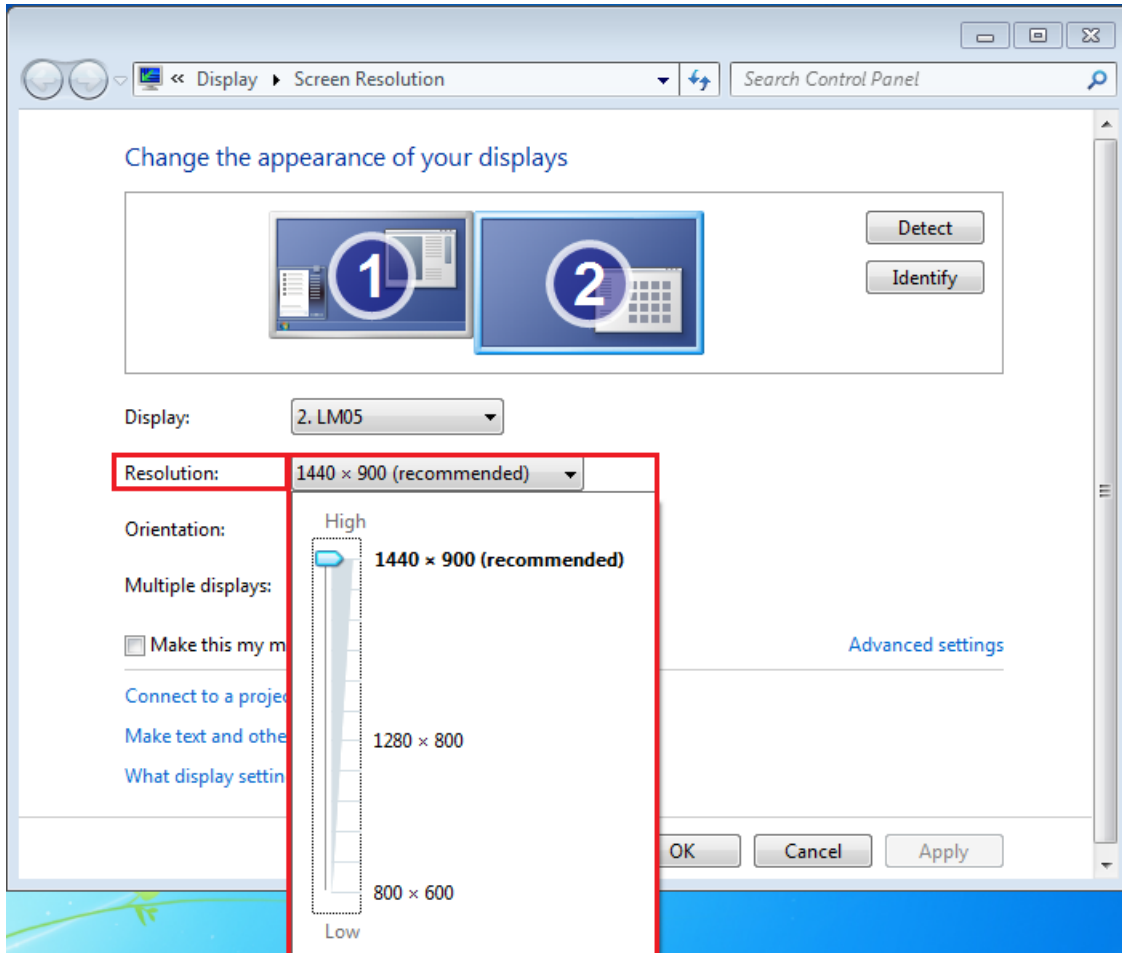 « Display ▸ Screen Resolution
Search Control Panel
Change the appearance of your displays
1
2
Detect
Identify
Display:
2. LM05
Resolution:
1440 × 900 (recommended)
Orientation:
High
1440 × 900 (recommended)
Multiple displays:
Make this my m
Advanced settings
Connect to a projec
Make text and othe
1280 × 800
What display settin
OK
Cancel
Apply
800 × 600
Low